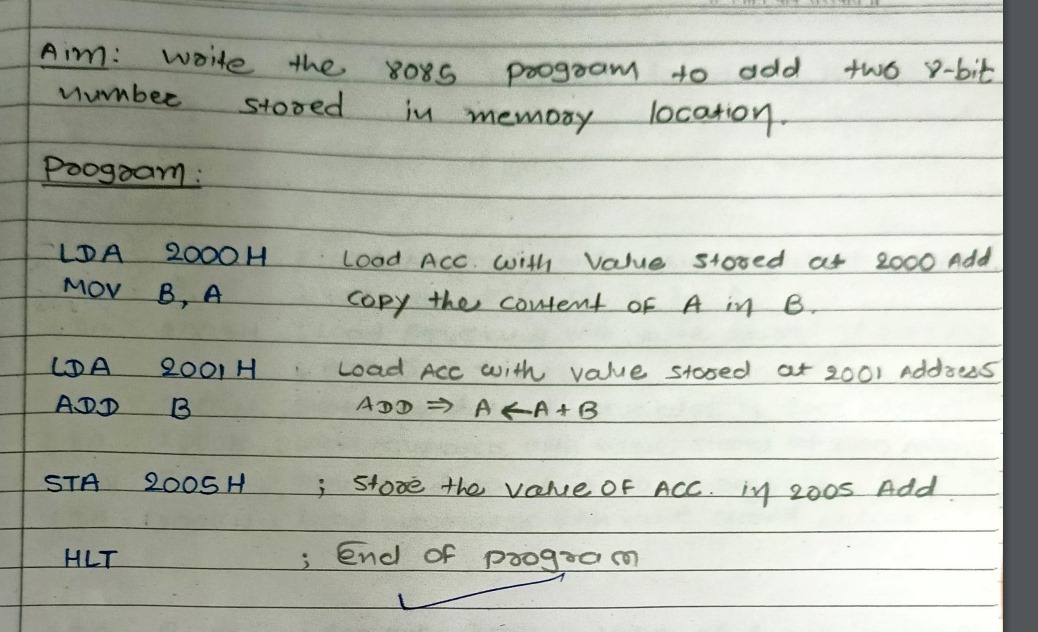 Aim: Write the 8085 program to add two 8-bit
number stored in memory location.
Program:
LDA 2000H Load Acc. with Value stored at 2000 Add
MOV B, A Copy the content of A in B.
LDA 2001H Load Acc with value stored at 2001 Address
ADD B ADD ⇒ A ← A + B
STA 2005H ; Store the value of Acc. in 2005 Add
HLT ; End of program